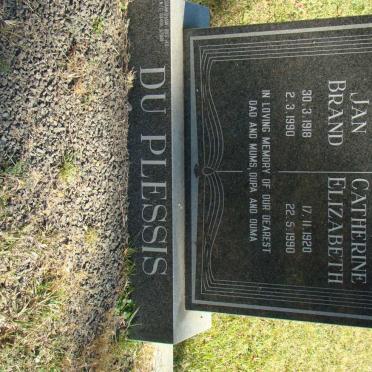 JAN CATHERINE
BRAND ELIZABETH
30.3.1918 17.11.1920
2.3.1990 22.5.1990
IN LOVING MEMORY OF OUR DEAREST
DAD AND MUMS, OUPA AND OUMA
DU PLESSIS